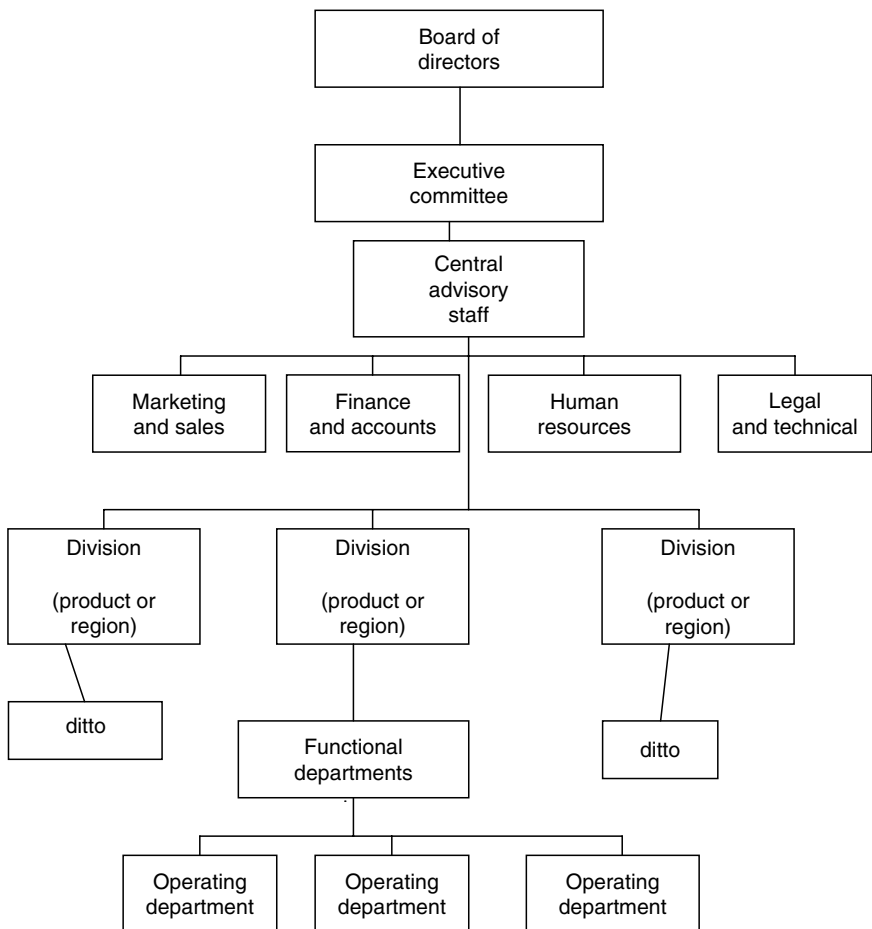 Board of
directors
Executive
committee
Central
advisory
staff
Marketing
and sales
Finance
and accounts
Human
resources
Legal
and technical
Division
(product or
region)
Division
(product or
region)
Division
(product or
region)
ditto
Functional
departments
ditto
Operating
department
Operating
department
Operating
department